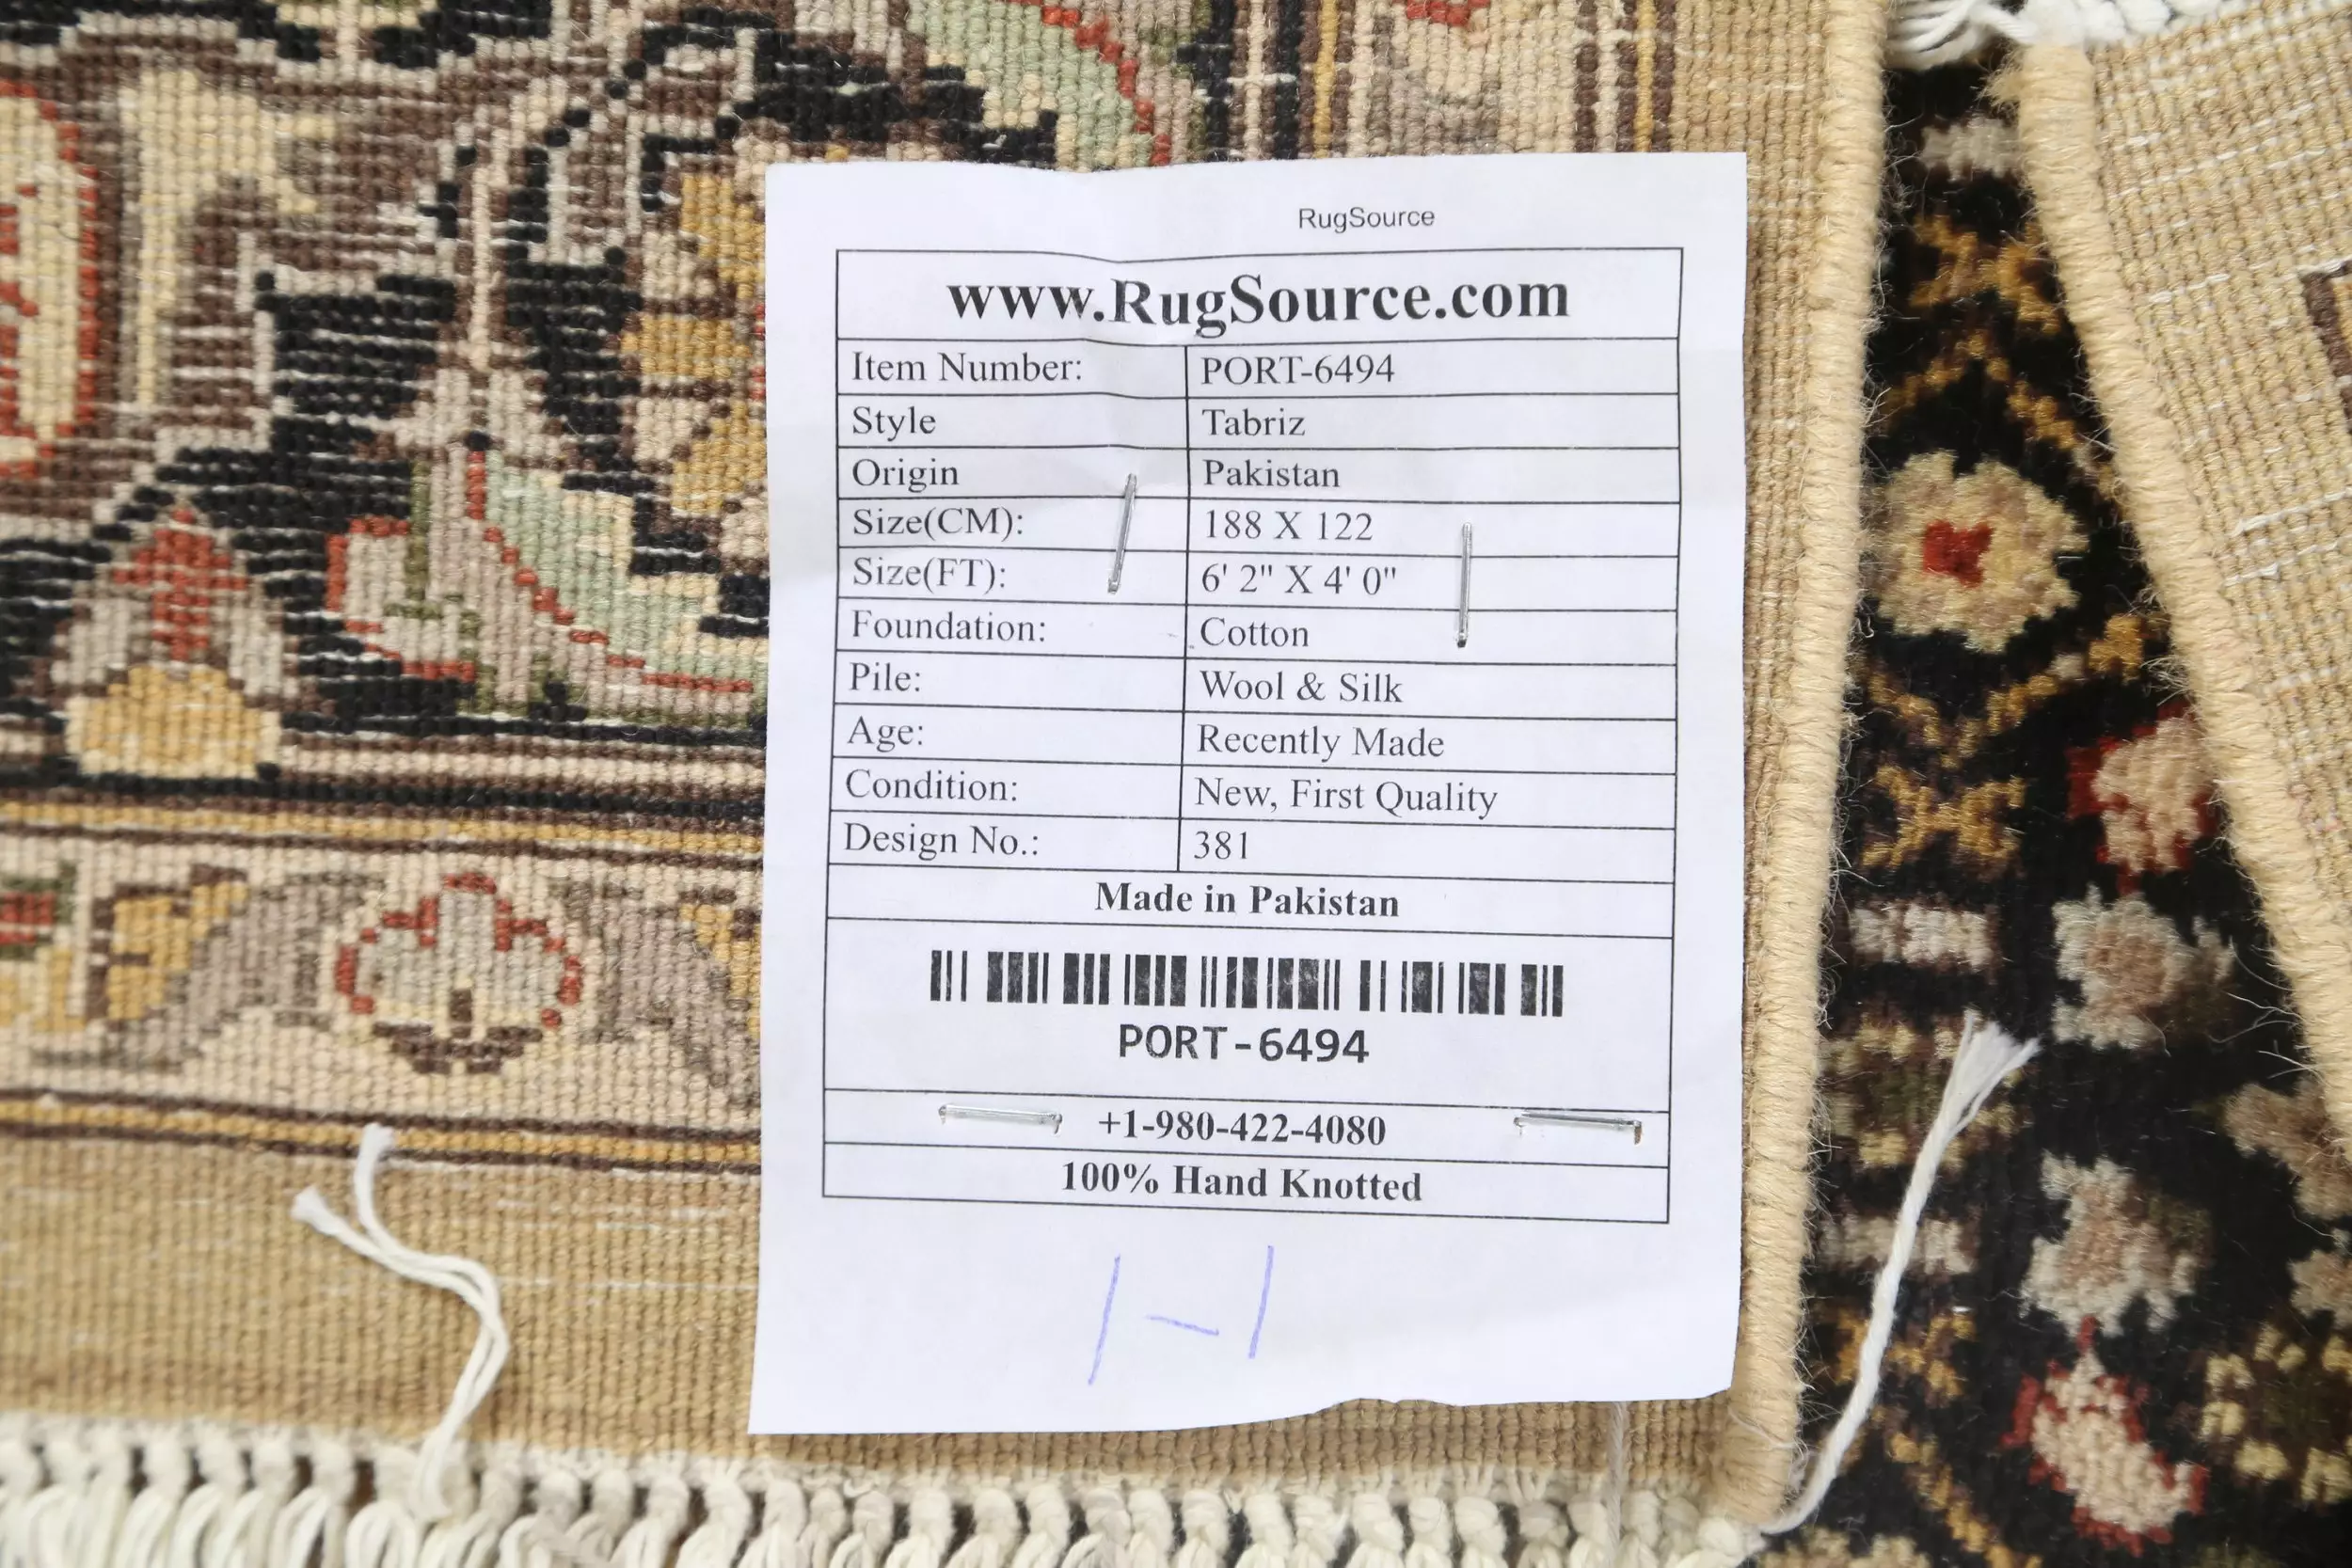 RugSource
www.RugSource.com
Item Number: PORT-6494
Style Tabriz
Origin Pakistan
Size(CM): 188 X 122
Size(FT): 6' 2" X 4' 0"
Foundation: Cotton
Pile: Wool & Silk
Age: Recently Made
Condition: New, First Quality
Design No.: 381
Made in Pakistan
PORT-6494
+1-980-422-4080
100% Hand Knotted
1-1